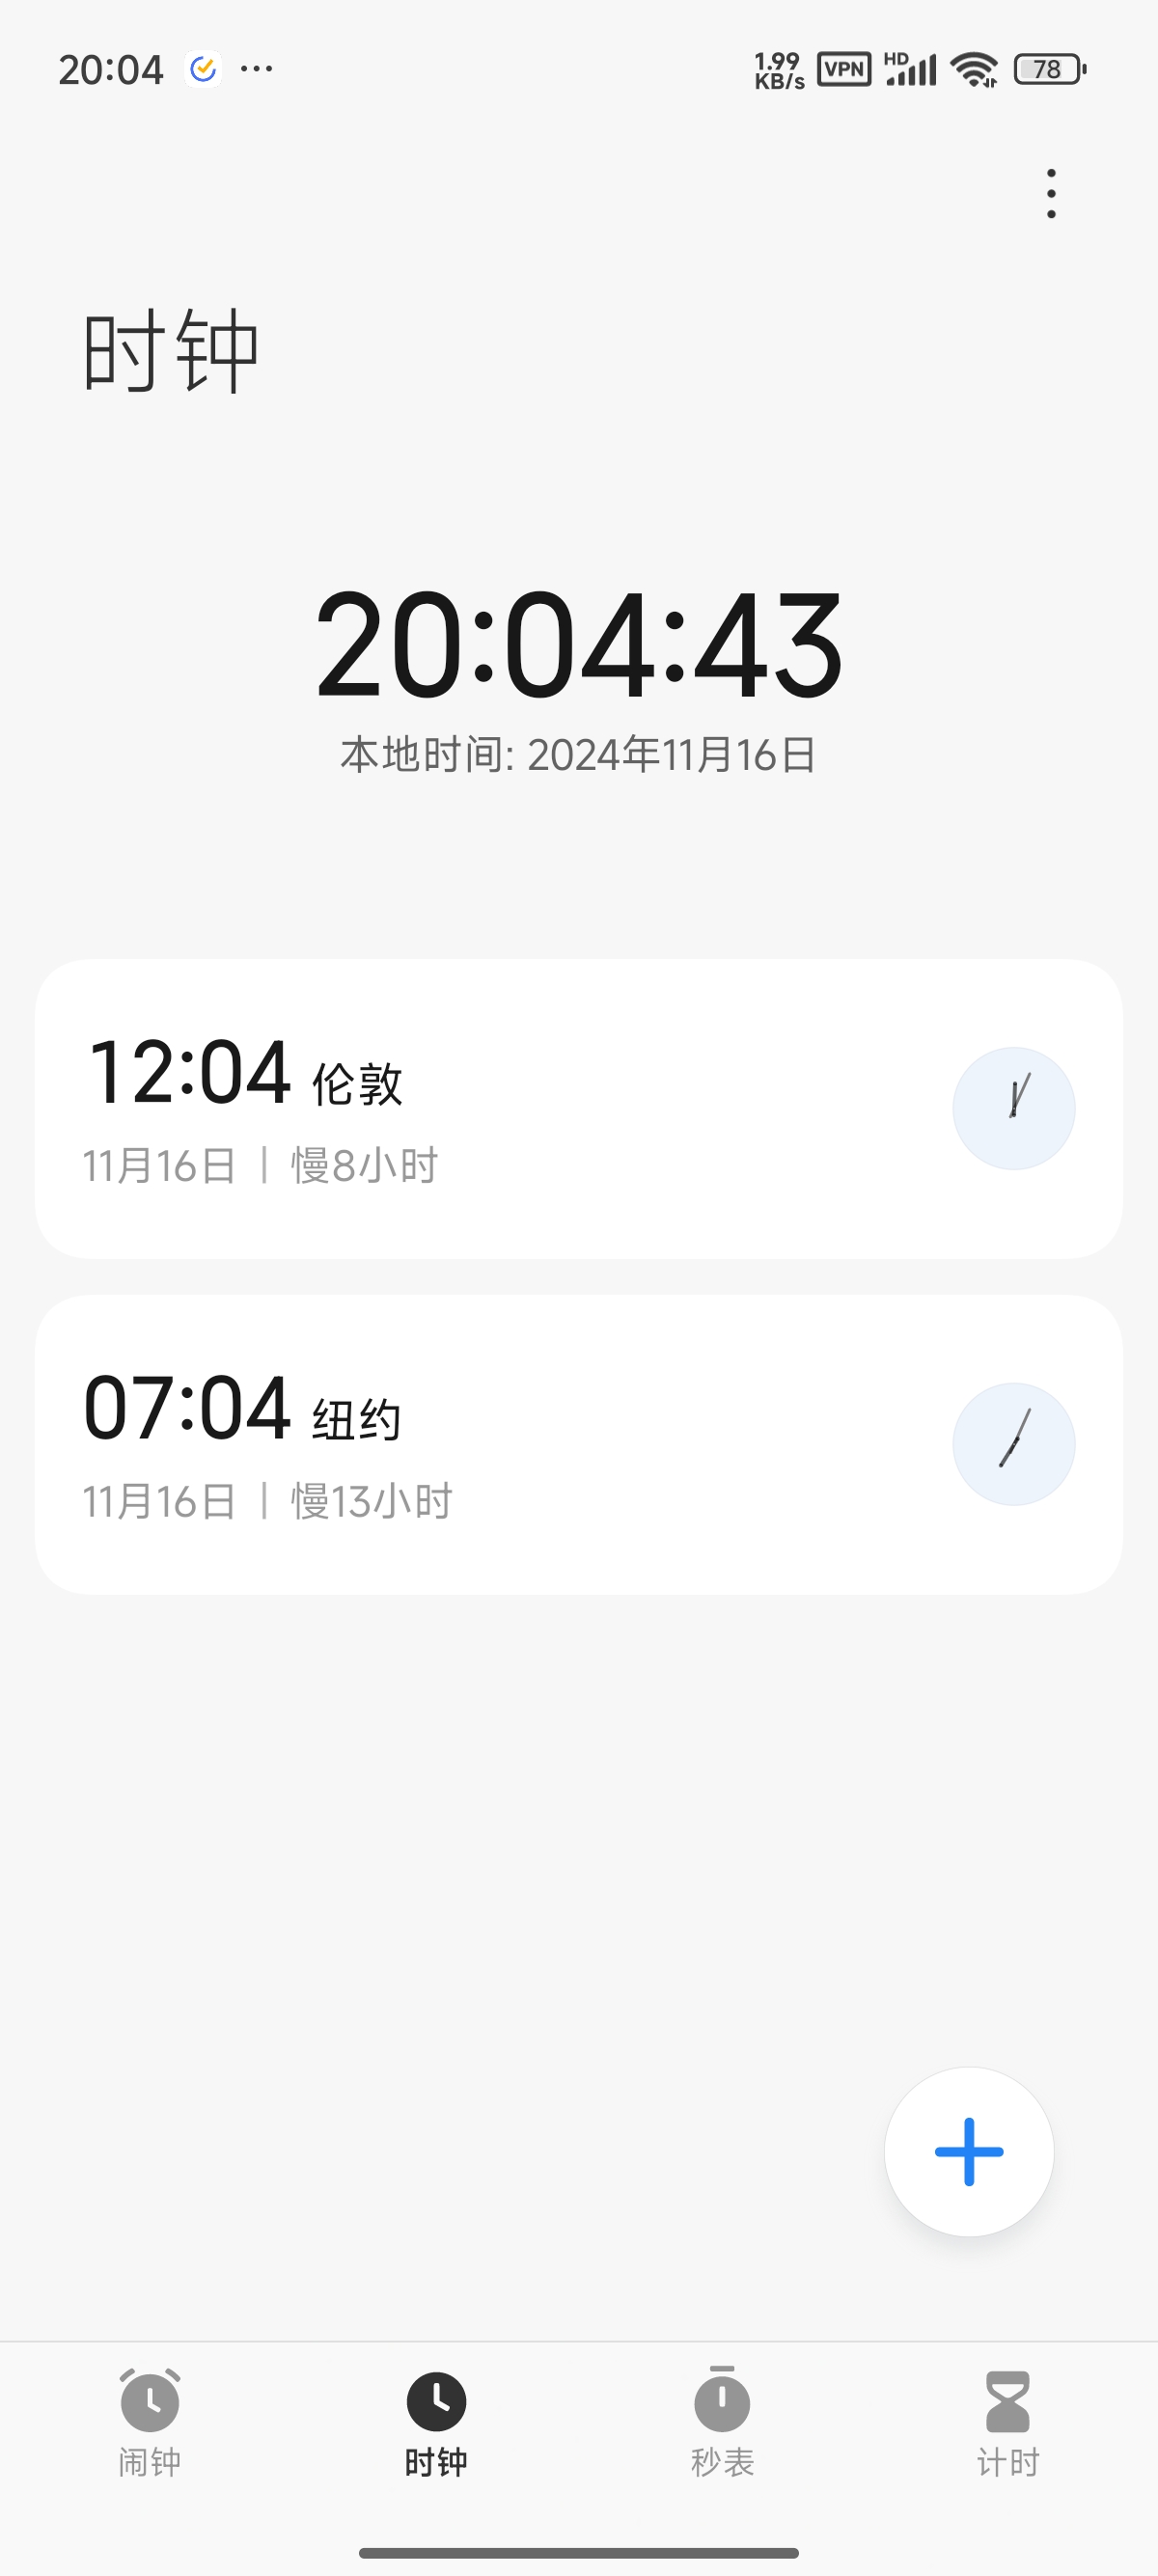 20:04 ··· 1.99 KB/s VPN HD 78
时钟
20:04:43
本地时间: 2024年11月16日
12:04 伦敦
11月16日 | 慢8小时
07:04 纽约
11月16日 | 慢13小时
闹钟 时钟 秒表 计时